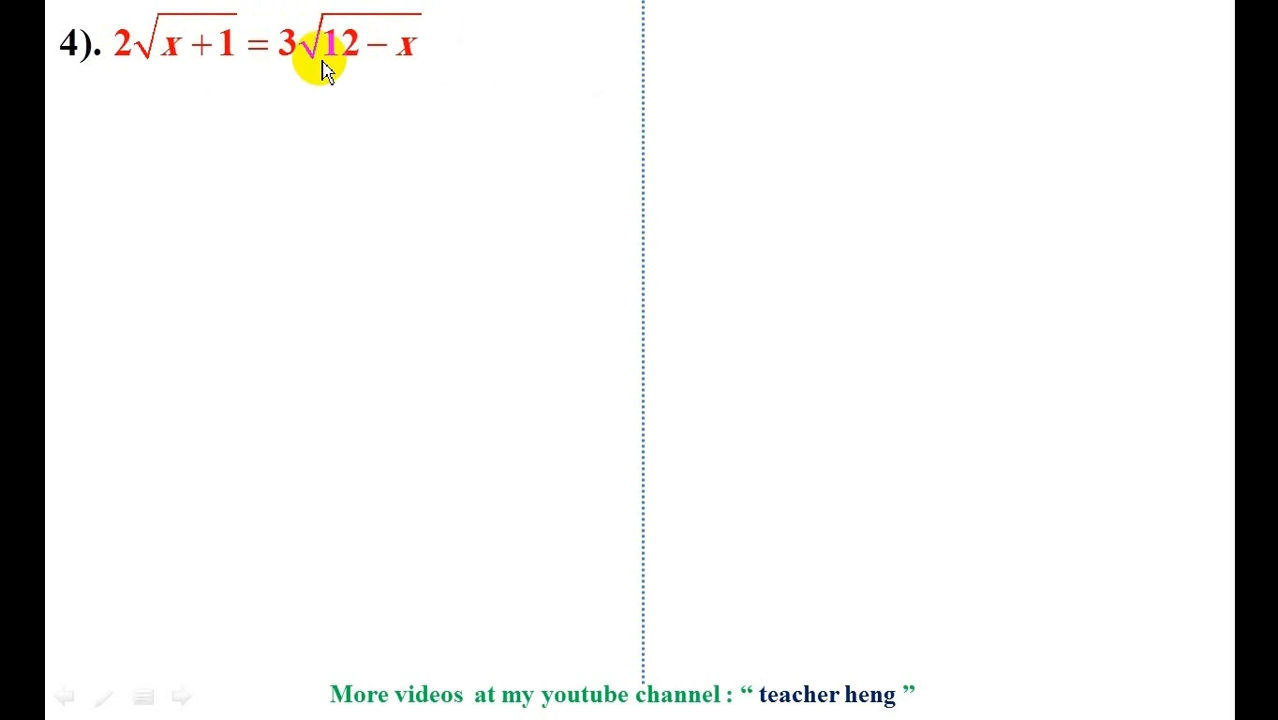 4). 2√(x + 1) = 3√(12 − x)
More videos at my youtube channel : “ teacher heng ”